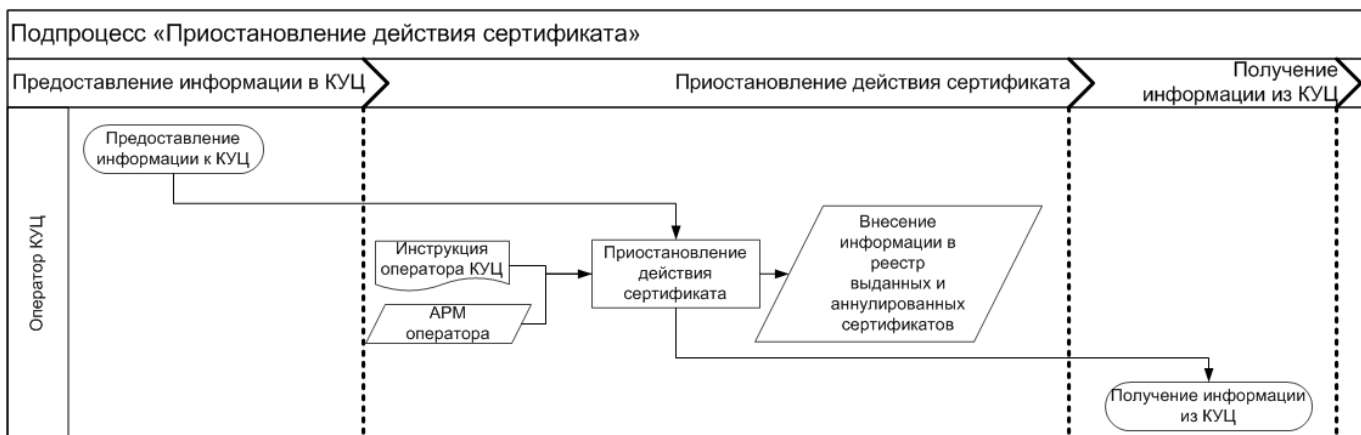 Подпроцесс «Приостановление действия сертификата»
Предоставление информации в КУЦ
Приостановление действия сертификата
Получение
информации из КУЦ
Оператор КУЦ
Предоставление
информации к КУЦ
Инструкция
оператора КУЦ
АРМ
оператора
Приостановление
действия
сертификата
Внесение
информации в
реестр
выданных и
аннулированных
сертификатов
Получение информации
из КУЦ